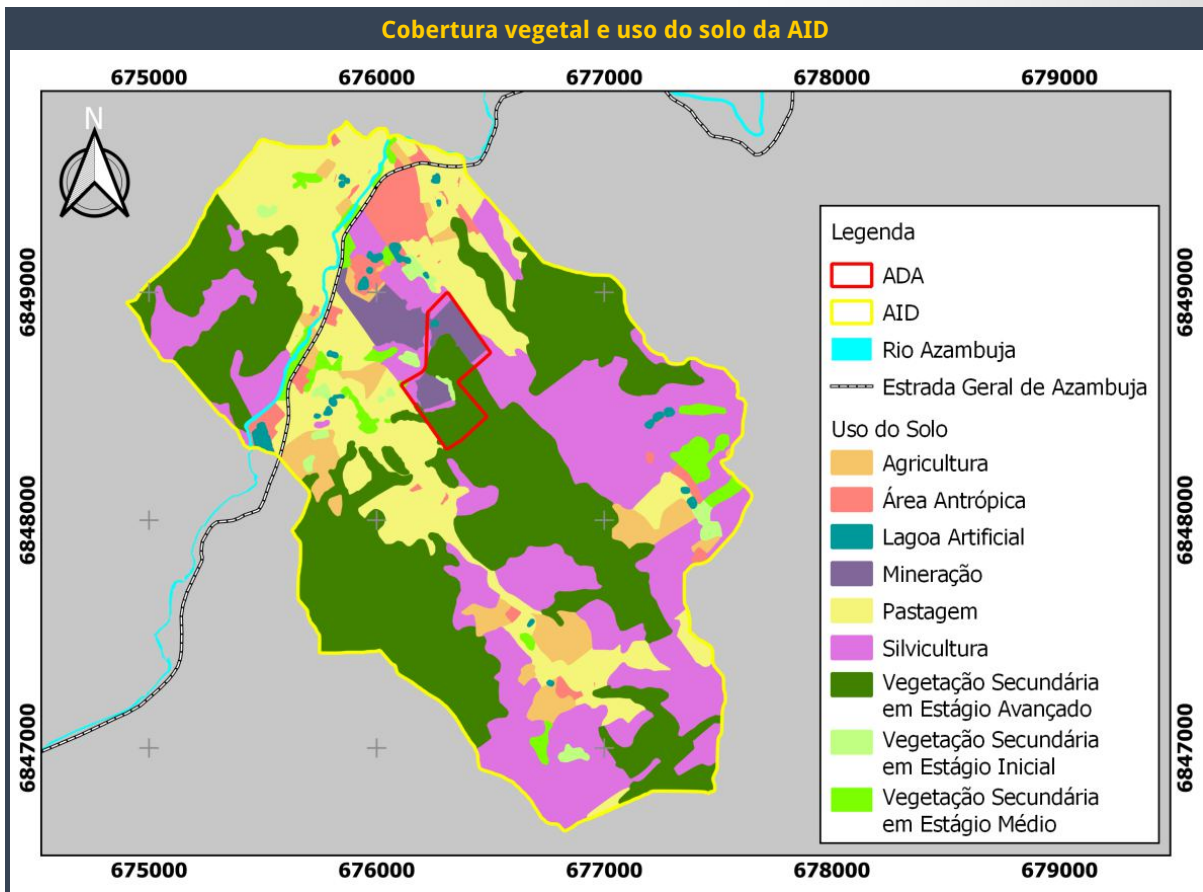 Cobertura vegetal e uso do solo da AID
675000 676000 677000 678000 679000
N
6849000
6848000
6847000
6849000
6848000
6847000
Legenda
ADA
AID
Rio Azambuja
Estrada Geral de Azambuja
Uso do Solo
Agricultura
Área Antrópica
Lagoa Artificial
Mineração
Pastagem
Silvicultura
Vegetação Secundária
em Estágio Avançado
Vegetação Secundária
em Estágio Inicial
Vegetação Secundária
em Estágio Médio
675000 676000 677000 678000 679000